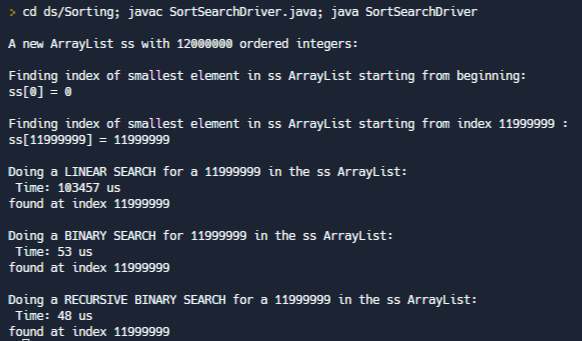 > cd ds/Sorting; javac SortSearchDriver.java; java SortSearchDriver
A new ArrayList ss with 12000000 ordered integers:
Finding index of smallest element in ss ArrayList starting from beginning:
ss[0] = 0
Finding index of smallest element in ss ArrayList starting from index 11999999 :
ss[11999999] = 11999999
Doing a LINEAR SEARCH for a 11999999 in the ss ArrayList:
Time: 103457 us
found at index 11999999
Doing a BINARY SEARCH for 11999999 in the ss ArrayList:
Time: 53 us
found at index 11999999
Doing a RECURSIVE BINARY SEARCH for a 11999999 in the ss ArrayList:
Time: 48 us
found at index 11999999